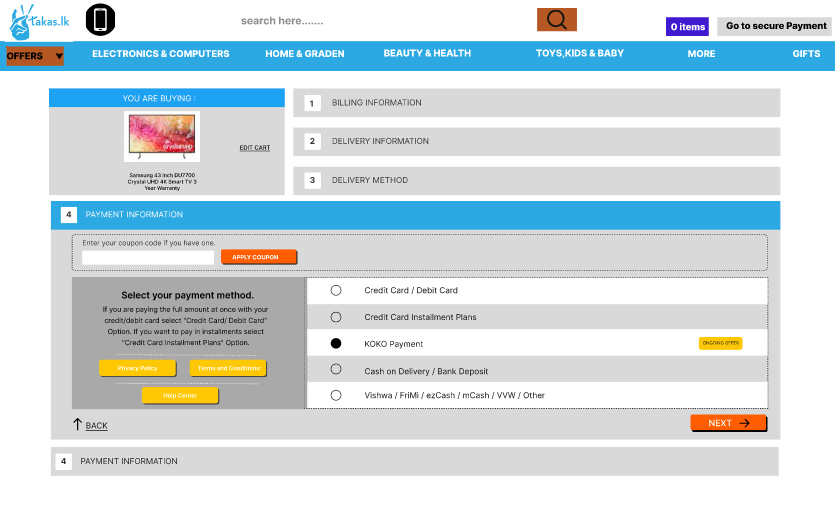 takas.lk
search here.......
0 items
Go to secure Payment
OFFERS
ELECTRONICS & COMPUTERS
HOME & GRADEN
BEAUTY & HEALTH
TOYS,KIDS & BABY
MORE
GIFTS
YOU ARE BUYING :
Crystal UHD
EDIT CART
Samsung 43 inch DU7700
Crystal UHD 4K Smart TV 3
Year Warranty
1 BILLING INFORMATION
2 DELIVERY INFORMATION
3 DELIVERY METHOD
4 PAYMENT INFORMATION
Enter your coupon code if you have one.
APPLY COUPON
Select your payment method.
If you are paying the full amount at once with your
credit/debit card select "Credit Card/ Debit Card"
Option. If you want to pay in installments select
"Credit Card Installment Plans" Option.
Privacy Policy
Terms and Conditions
Help Center
Credit Card / Debit Card
Credit Card Installment Plans
KOKO Payment
ONGOING OFFER
Cash on Delivery / Bank Deposit
Vishwa / FriMi / ezCash / mCash / VVW / Other
BACK
NEXT
4 PAYMENT INFORMATION